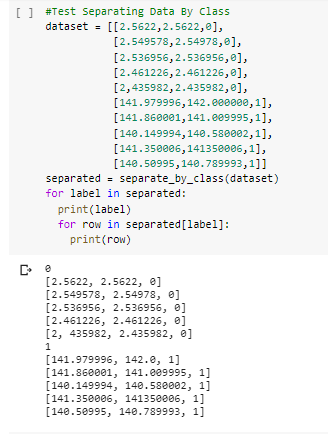 [ ] #Test Separating Data By Class
dataset = [[2.5622,2.5622,0],
[2.549578,2.54978,0],
[2.536956,2.536956,0],
[2.461226,2.461226,0],
[2,435982,2.435982,0],
[141.979996,142.000000,1],
[141.860001,141.009995,1],
[140.149994,140.580002,1],
[141.350006,141350006,1],
[140.50995,140.789993,1]]
separated = separate_by_class(dataset)
for label in separated:
print(label)
for row in separated[label]:
print(row)
0
[2.5622, 2.5622, 0]
[2.549578, 2.54978, 0]
[2.536956, 2.536956, 0]
[2.461226, 2.461226, 0]
[2, 435982, 2.435982, 0]
1
[141.979996, 142.0, 1]
[141.860001, 141.009995, 1]
[140.149994, 140.580002, 1]
[141.350006, 141350006, 1]
[140.50995, 140.789993, 1]